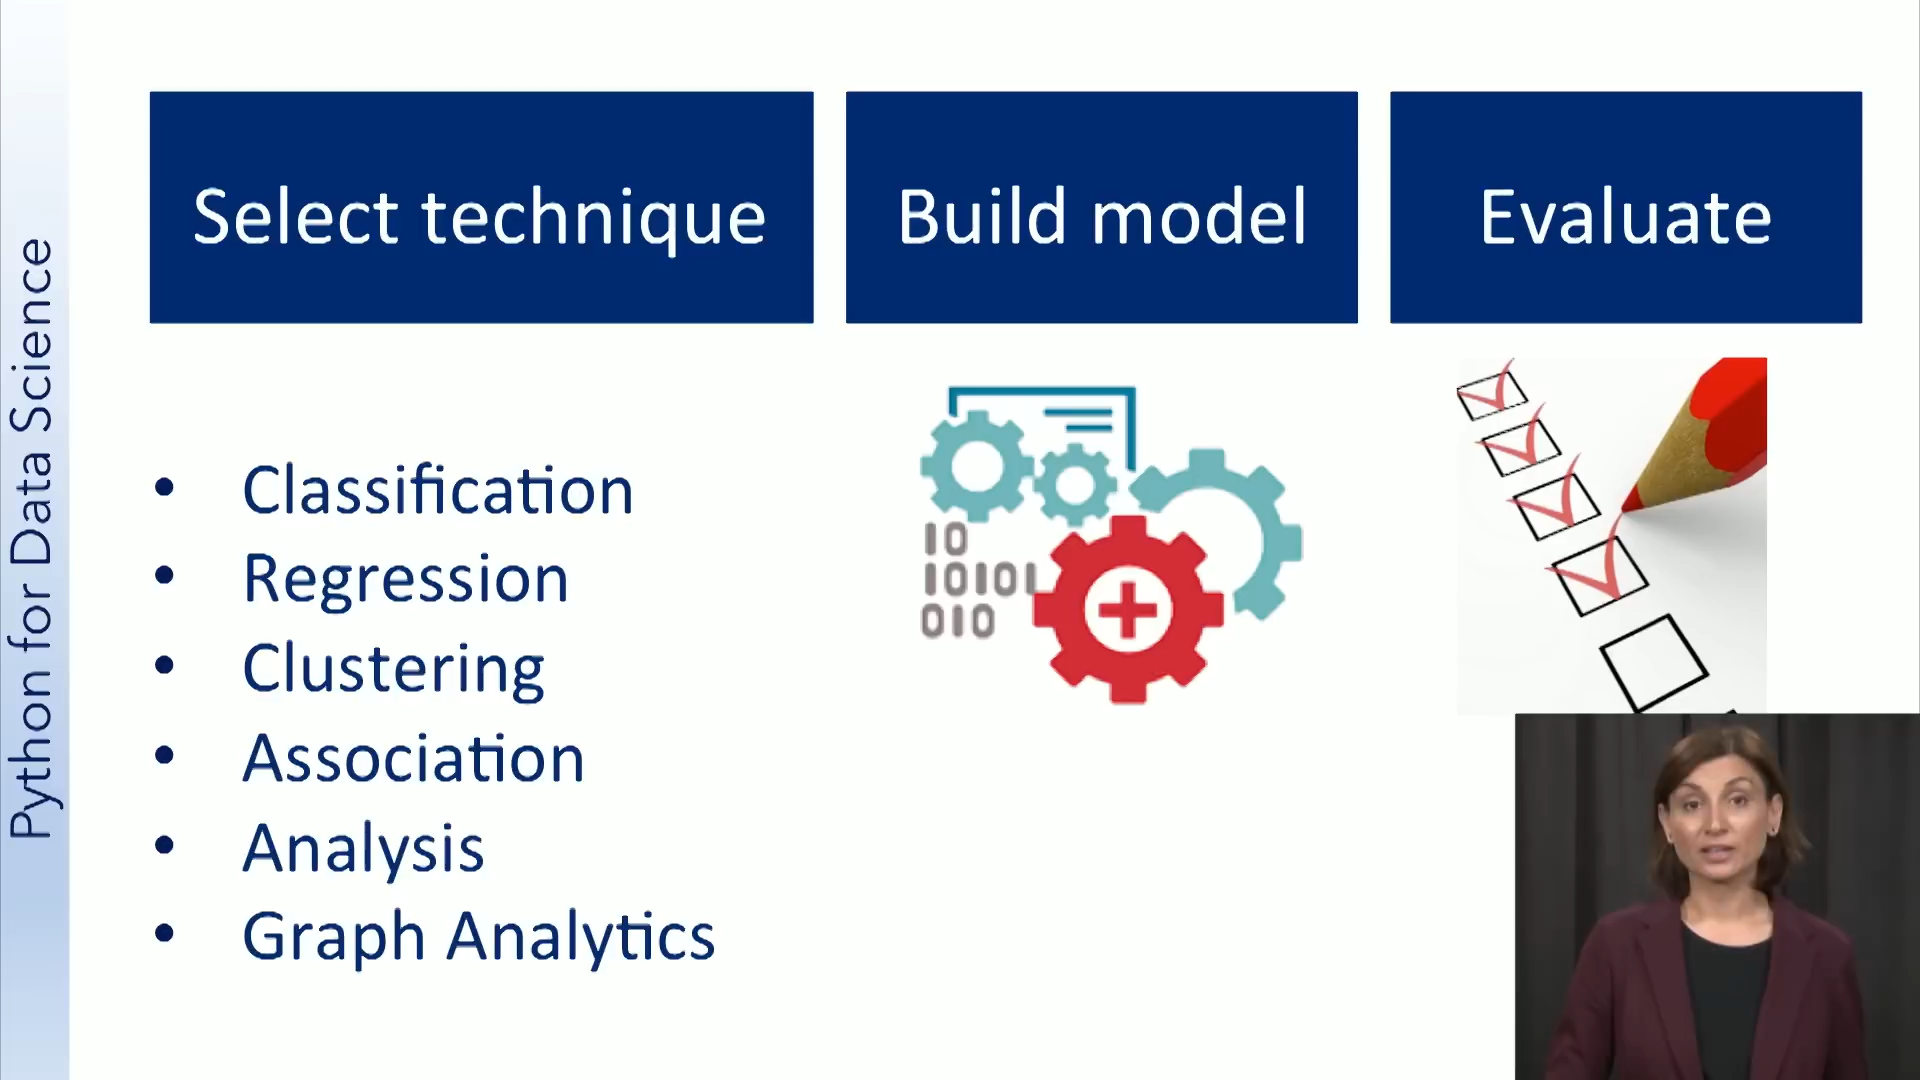 Python for Data Science
Select technique
Build model
Evaluate
• Classification
• Regression
• Clustering
• Association
• Analysis
• Graph Analytics
10
10101
010